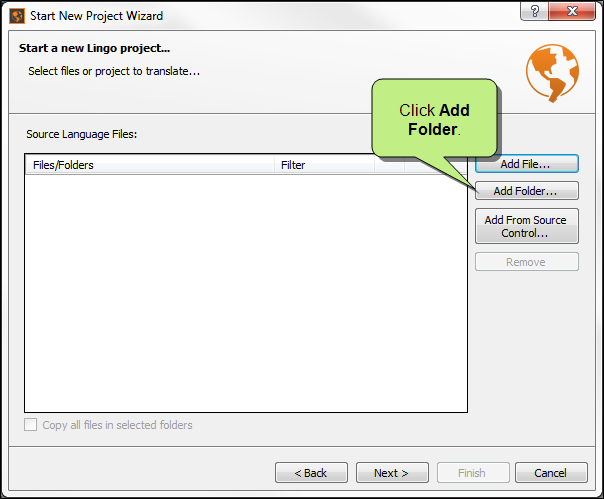 Start New Project Wizard
?
Start a new Lingo project...
Select files or project to translate...
Click Add
Folder.
Source Language Files:
Files/Folders Filter
Add File...
Add Folder...
Add From Source
Control...
Remove
Copy all files in selected folders
< Back Next > Finish Cancel